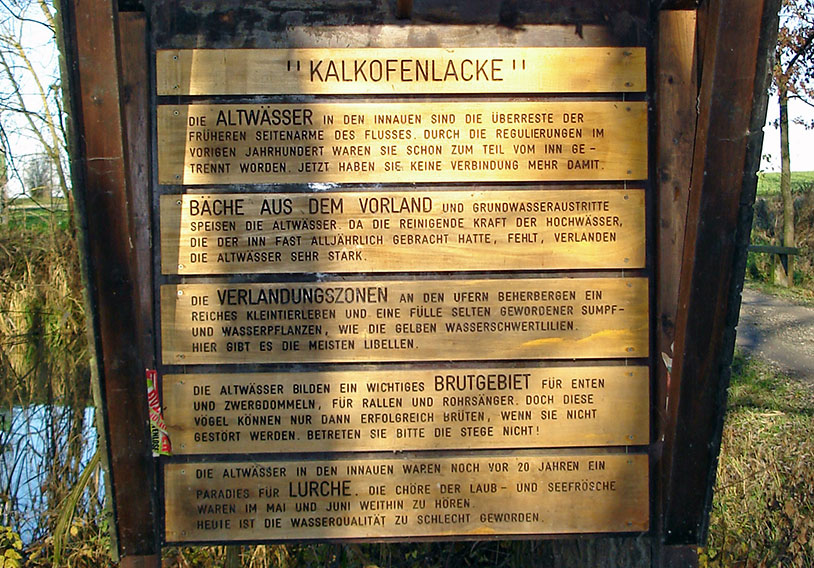 "KALKOFENLACKE"
DIE ALTWÄSSER IN DEN INNAUEN SIND DIE ÜBERRESTE DER
FRÜHEREN SEITENARME DES FLUSSES. DURCH DIE REGULIERUNGEN IM
VORIGEN JAHRHUNDERT WAREN SIE SCHON ZUM TEIL VOM INN GE-
TRENNT WORDEN. JETZT HABEN SIE KEINE VERBINDUNG MEHR DAMIT.
BÄCHE AUS DEM VORLAND UND GRUNDWASSERAUSTRITTE
SPEISEN DIE ALTWÄSSER. DA DIE REINIGENDE KRAFT DER HOCHWÄSSER,
DIE DER INN FAST ALLJÄHRLICH GEBRACHT HATTE, FEHLT, VERLANDEN
DIE ALTWÄSSER SEHR STARK.
DIE VERLANDUNGSZONEN AN DEN UFERN BEHERBERGEN EIN
REICHES KLEINTIERLEBEN UND EINE FÜLLE SELTEN GEWORDENER SUMPF-
UND WASSERPFLANZEN, WIE DIE GELBEN WASSERSCHWERTLILIEN.
HIER GIBT ES DIE MEISTEN LIBELLEN.
DIE ALTWÄSSER BILDEN EIN WICHTIGES BRUTGEBIET FÜR ENTEN
UND ZWERGDOMMELN, FÜR RALLEN UND ROHRSÄNGER. DOCH DIESE
VÖGEL KÖNNEN NUR DANN ERFOLGREICH BRÜTEN, WENN SIE NICHT
GESTÖRT WERDEN. BETRETEN SIE BITTE DIE STEGE NICHT!
DIE ALTWÄSSER IN DEN INNAUEN WAREN NOCH VOR 20 JAHREN EIN
PARADIES FÜR LURCHE. DIE CHÖRE DER LAUB- UND SEEFRÖSCHE
WAREN IM MAI UND JUNI WEITHIN ZU HÖREN.
HEUTE IST DIE WASSERQUALITÄT ZU SCHLECHT GEWORDEN.